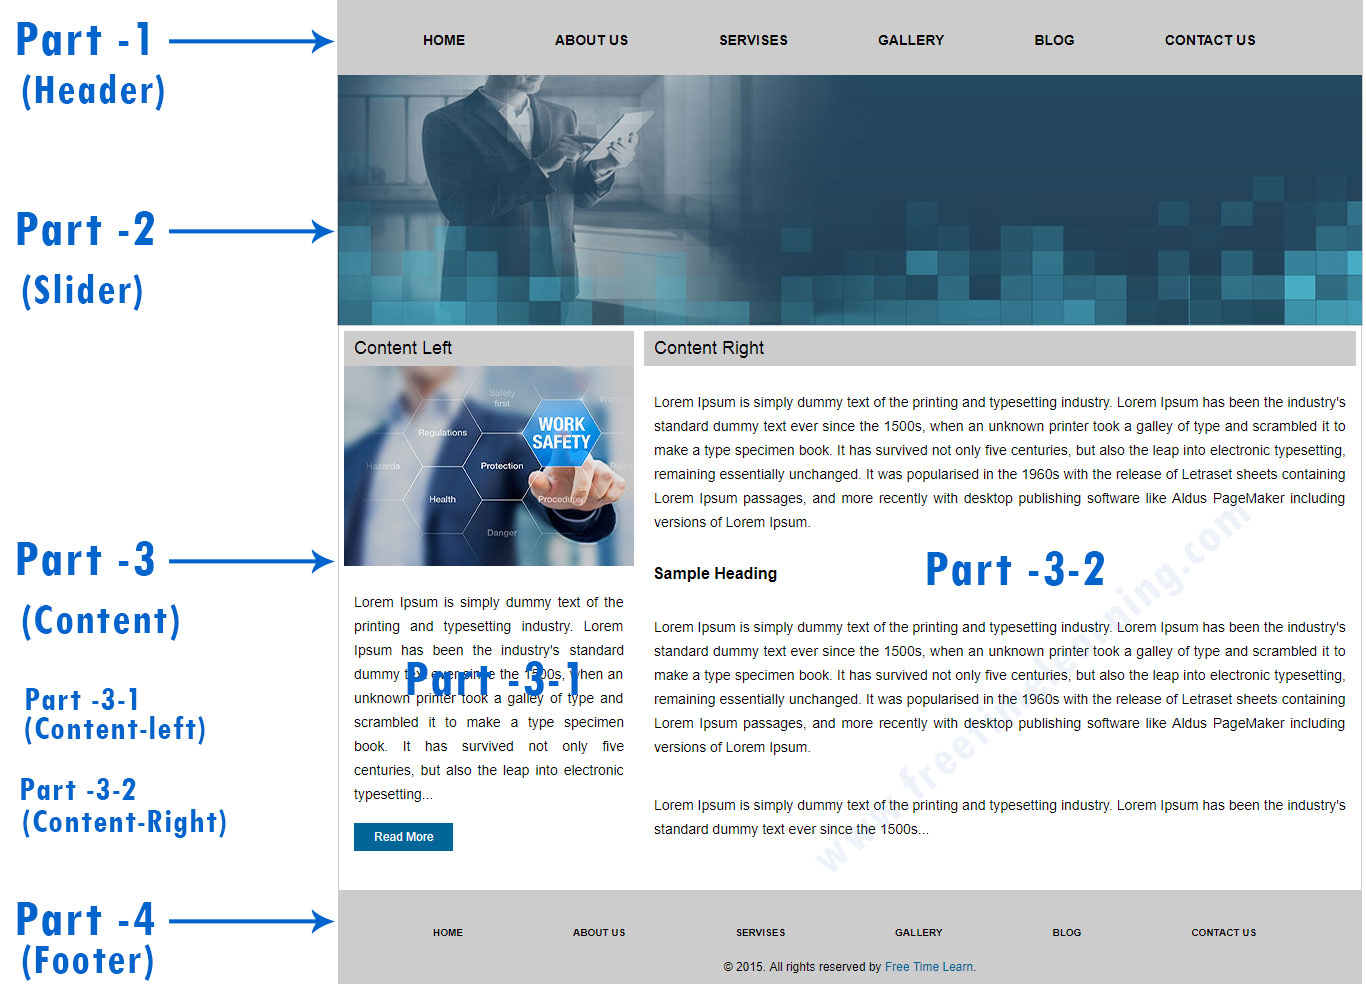 Part -1
(Header)
HOME ABOUT US SERVISES GALLERY BLOG CONTACT US
Part -2
(Slider)
Part -3
(Content)
Part -3-1
(Content-left)
Part -3-2
(Content-Right)
Content Left
Safety
first
WORK
SAFETY
Regulations
Hazards
Protection
Health
Procedures
Danger
Lorem Ipsum is simply dummy text of the
printing and typesetting industry. Lorem
Ipsum has been the industry's standard
dummy text ever since the 1500s, when an
unknown printer took a galley of type and
scrambled it to make a type specimen
book. It has survived not only five
centuries, but also the leap into electronic
typesetting...
Part -3-1
Read More
Content Right
Lorem Ipsum is simply dummy text of the printing and typesetting industry. Lorem Ipsum has been the industry's
standard dummy text ever since the 1500s, when an unknown printer took a galley of type and scrambled it to
make a type specimen book. It has survived not only five centuries, but also the leap into electronic typesetting,
remaining essentially unchanged. It was popularised in the 1960s with the release of Letraset sheets containing
Lorem Ipsum passages, and more recently with desktop publishing software like Aldus PageMaker including
versions of Lorem Ipsum.
Part -3-2
Sample Heading
Lorem Ipsum is simply dummy text of the printing and typesetting industry. Lorem Ipsum has been the industry's
standard dummy text ever since the 1500s, when an unknown printer took a galley of type and scrambled it to
make a type specimen book. It has survived not only five centuries, but also the leap into electronic typesetting,
remaining essentially unchanged. It was popularised in the 1960s with the release of Letraset sheets containing
Lorem Ipsum passages, and more recently with desktop publishing software like Aldus PageMaker including
versions of Lorem Ipsum.
Lorem Ipsum is simply dummy text of the printing and typesetting industry. Lorem Ipsum has been the industry's
standard dummy text ever since the 1500s...
www.freetimelearning.com
Part -4
(Footer)
HOME ABOUT US SERVISES GALLERY BLOG CONTACT US
© 2015. All rights reserved by Free Time Learn.